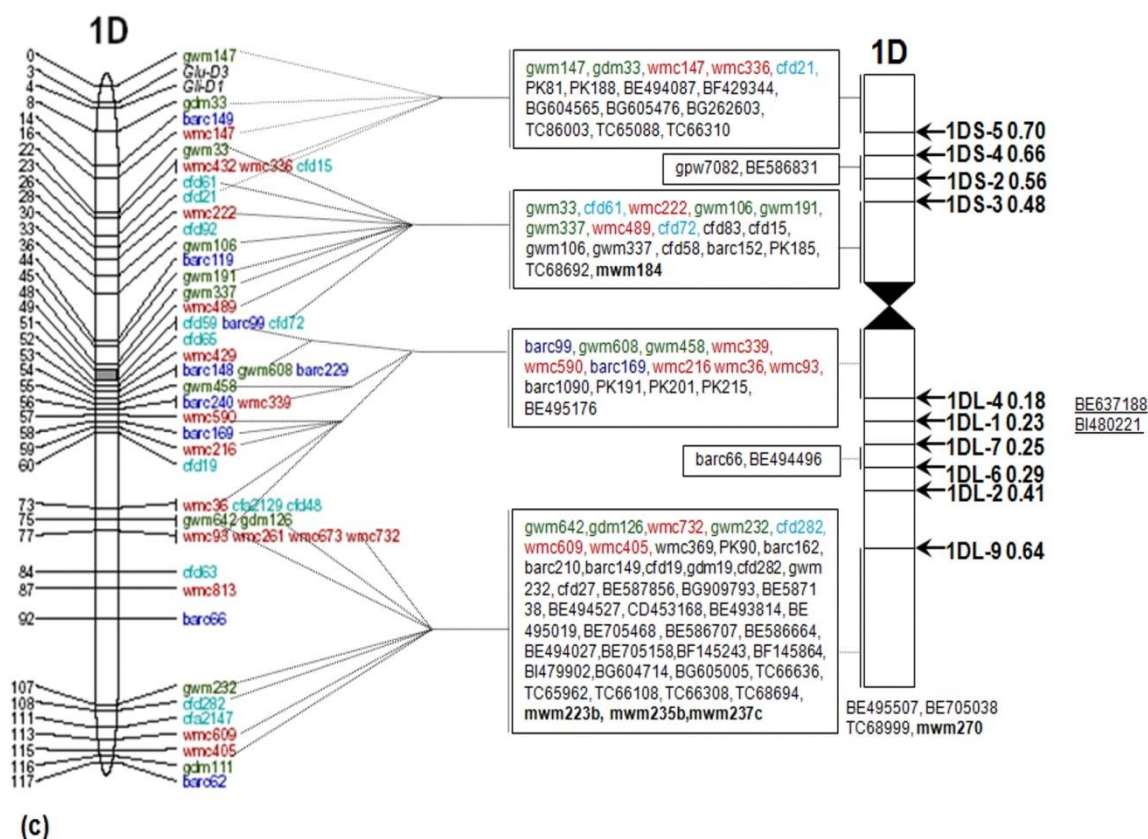 1D
0 gwm147
3 Glu-D3
4 Gli-D1
8 gdm33
14 barc149
16 wmc147
22 gwm33
23 wmc432 wmc336 cfd15
26 cfd61
28 cfd21
30 wmc222
33 cfd92
36 gwm106
44 barc119
45 gwm191
48 gwm337
49 wmc489
51 cfd59 barc99 cfd72
52 cfd65
53 wmc429
54 barc148 gwm608 barc229
55 gwm458
56 barc240 wmc339
57 wmc590
58 barc169
59 wmc216
60 cfd19
73 wmc36 cfa2129 cfd48
75 gwm642 gdm126
77 wmc93 wmc261 wmc673 wmc732
84 cfd63
87 wmc813
92 barc66
107 gwm232
108 cfd282
111 cfa2147
113 wmc609
115 wmc405
116 gdm111
117 barc62
gwm147, gdm33, wmc147, wmc336, cfd21,
PK81, PK188, BE494087, BF429344,
BG604565, BG605476, BG262603,
TC86003, TC65088, TC66310
gpw7082, BE586831
gwm33, cfd61, wmc222, gwm106, gwm191,
gwm337, wmc489, cfd72, cfd83, cfd15,
gwm106, gwm337, cfd58, barc152, PK185,
TC68692, mwm184
barc99, gwm608, gwm458, wmc339,
wmc590, barc169, wmc216 wmc36, wmc93,
barc1090, PK191, PK201, PK215,
BE495176
barc66, BE494496
gwm642, gdm126, wmc732, gwm232, cfd282,
wmc609, wmc405, wmc369, PK90, barc162,
barc210, barc149, cfd19,gdm19,cfd282, gwm
232, cfd27, BE587856, BG909793, BE5871
38, BE494527, CD453168, BE493814, BE
495019, BE705468, BE586707, BE586664,
BE494027,BE705158,BF145243, BF145864,
BI479902, BG604714, BG605005, TC66636,
TC65962, TC66108, TC66308, TC68694,
mwm223b, mwm235b,mwm237c
1D
1DS-5 0.70
1DS-4 0.66
1DS-2 0.56
1DS-3 0.48
1DL-4 0.18
1DL-1 0.23
1DL-7 0.25
1DL-6 0.29
1DL-2 0.41
1DL-9 0.64
BE637188
BI480221
BE495507, BE705038
TC68999, mwm270
(c)